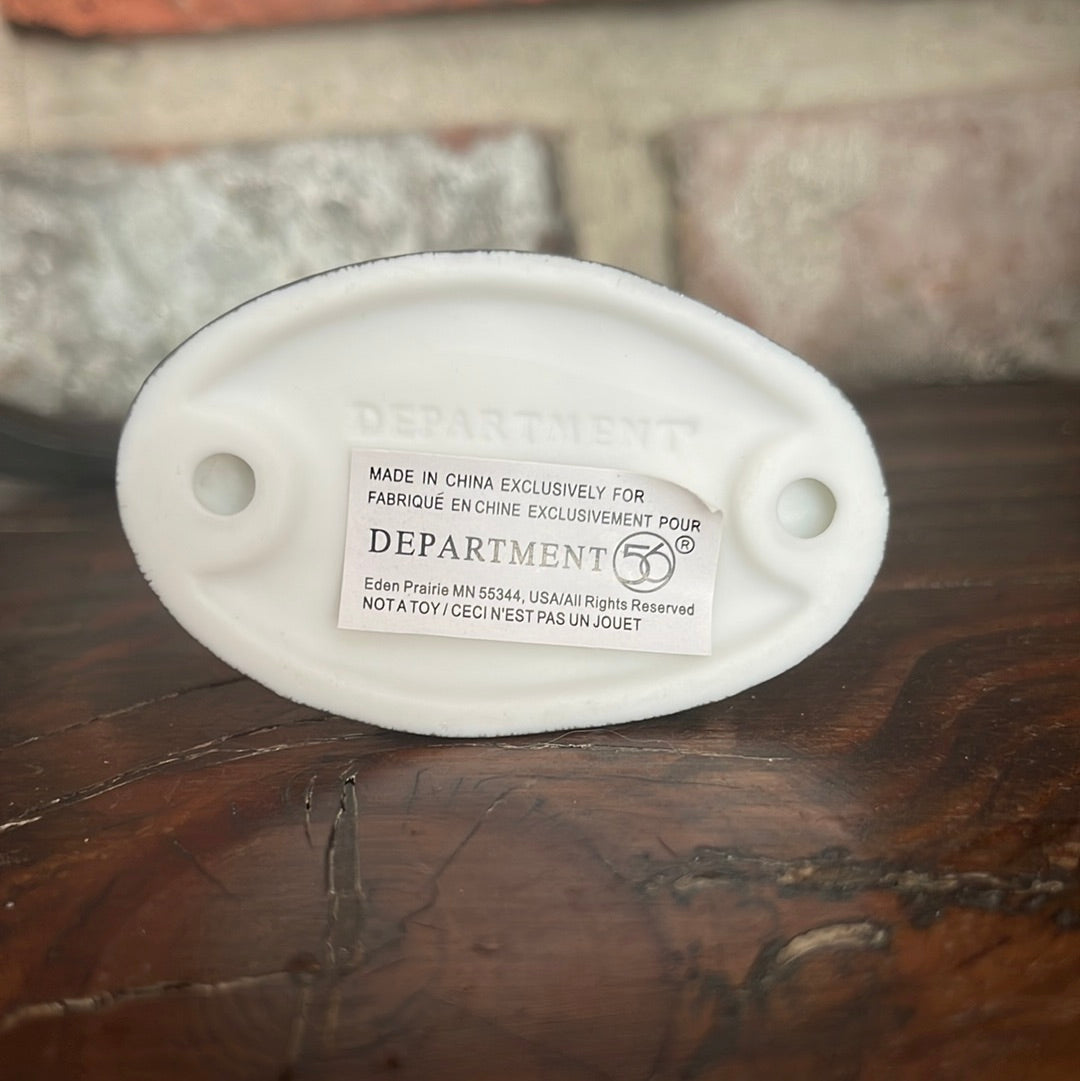 DEPARTMENT
MADE IN CHINA EXCLUSIVELY FOR
FABRIQUÉ EN CHINE EXCLUSIVEMENT POUR
DEPARTMENT 56®
Eden Prairie MN 55344, USA/All Rights Reserved
NOT A TOY / CECI N'EST PAS UN JOUET